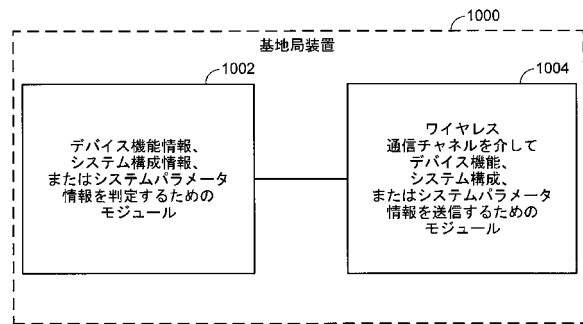 1000
基地局装置
1002
デバイス機能情報、
システム構成情報、
またはシステムパラメータ
情報を判定するための
モジュール
1004
ワイヤレス
通信チャネルを介して
デバイス機能、
システム構成、
またはシステムパラメータ
情報を送信するための
モジュール